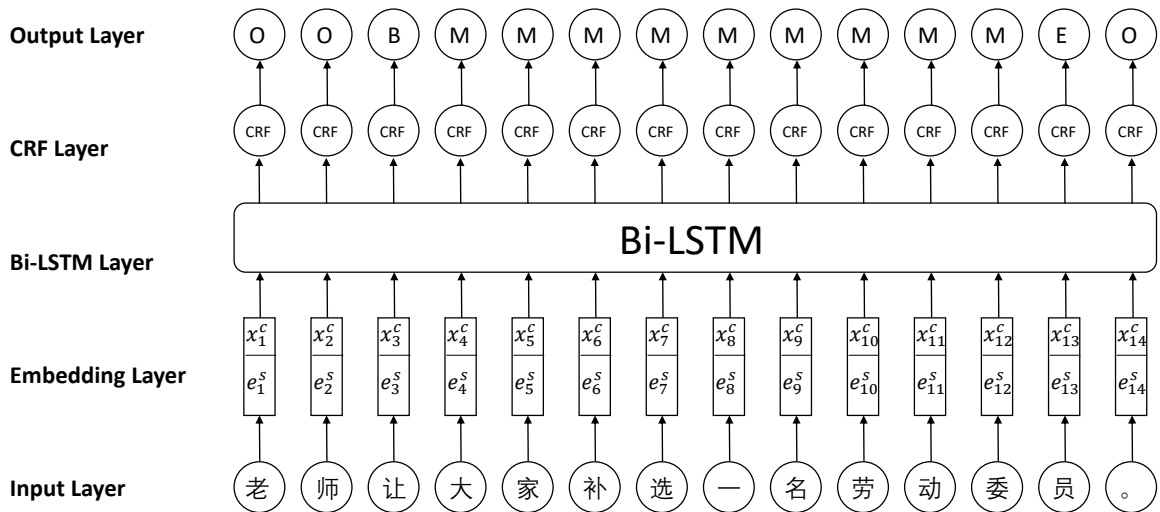 Output Layer O O B M M M M M M M M M E O
CRF Layer CRF CRF CRF CRF CRF CRF CRF CRF CRF CRF CRF CRF CRF CRF
Bi-LSTM Layer Bi-LSTM
Embedding Layer
x₁ᶜ x₂ᶜ x₃ᶜ x₄ᶜ x₅ᶜ x₆ᶜ x₇ᶜ x₈ᶜ x₉ᶜ x₁₀ᶜ x₁₁ᶜ x₁₂ᶜ x₁₃ᶜ x₁₄ᶜ
e₁ˢ e₂ˢ e₃ˢ e₄ˢ e₅ˢ e₆ˢ e₇ˢ e₈ˢ e₉ˢ e₁₀ˢ e₁₁ˢ e₁₂ˢ e₁₃ˢ e₁₄ˢ
Input Layer 老 师 让 大 家 补 选 一 名 劳 动 委 员 。